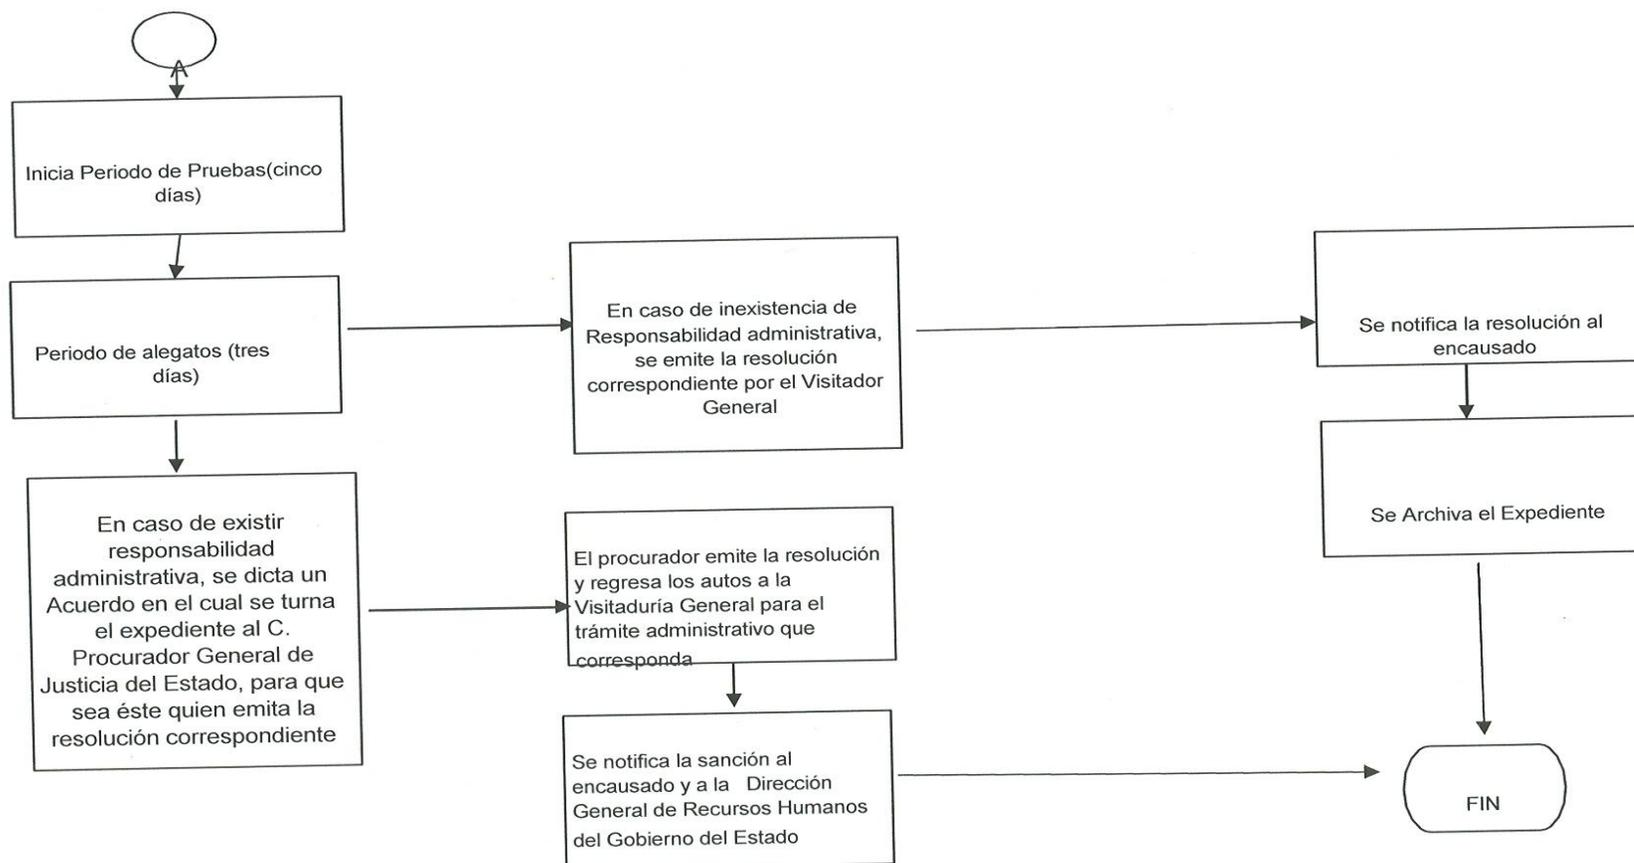 A
Inicia Periodo de Pruebas(cinco
días)
Periodo de alegatos (tres
días)
En caso de inexistencia de
Responsabilidad administrativa,
se emite la resolución
correspondiente por el Visitador
General
Se notifica la resolución al
encausado
Se Archiva el Expediente
En caso de existir
responsabilidad
administrativa, se dicta un
Acuerdo en el cual se turna
el expediente al C.
Procurador General de
Justicia del Estado, para que
sea éste quien emita la
resolución correspondiente
El procurador emite la resolución
y regresa los autos a la
Visitaduría General para el
trámite administrativo que
corresponda
Se notifica la sanción al
encausado y a la Dirección
General de Recursos Humanos
del Gobierno del Estado
FIN